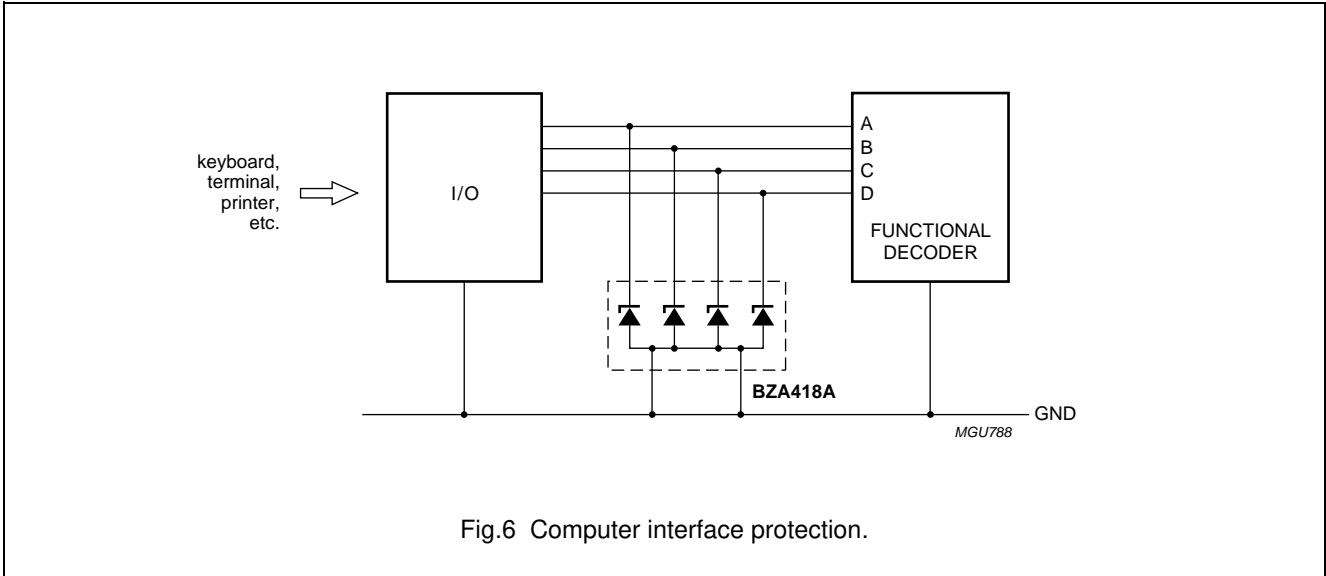 keyboard,
terminal,
printer,
etc.
I/O
A
B
C
D
FUNCTIONAL
DECODER
BZA418A
GND
MGU788
Fig.6 Computer interface protection.